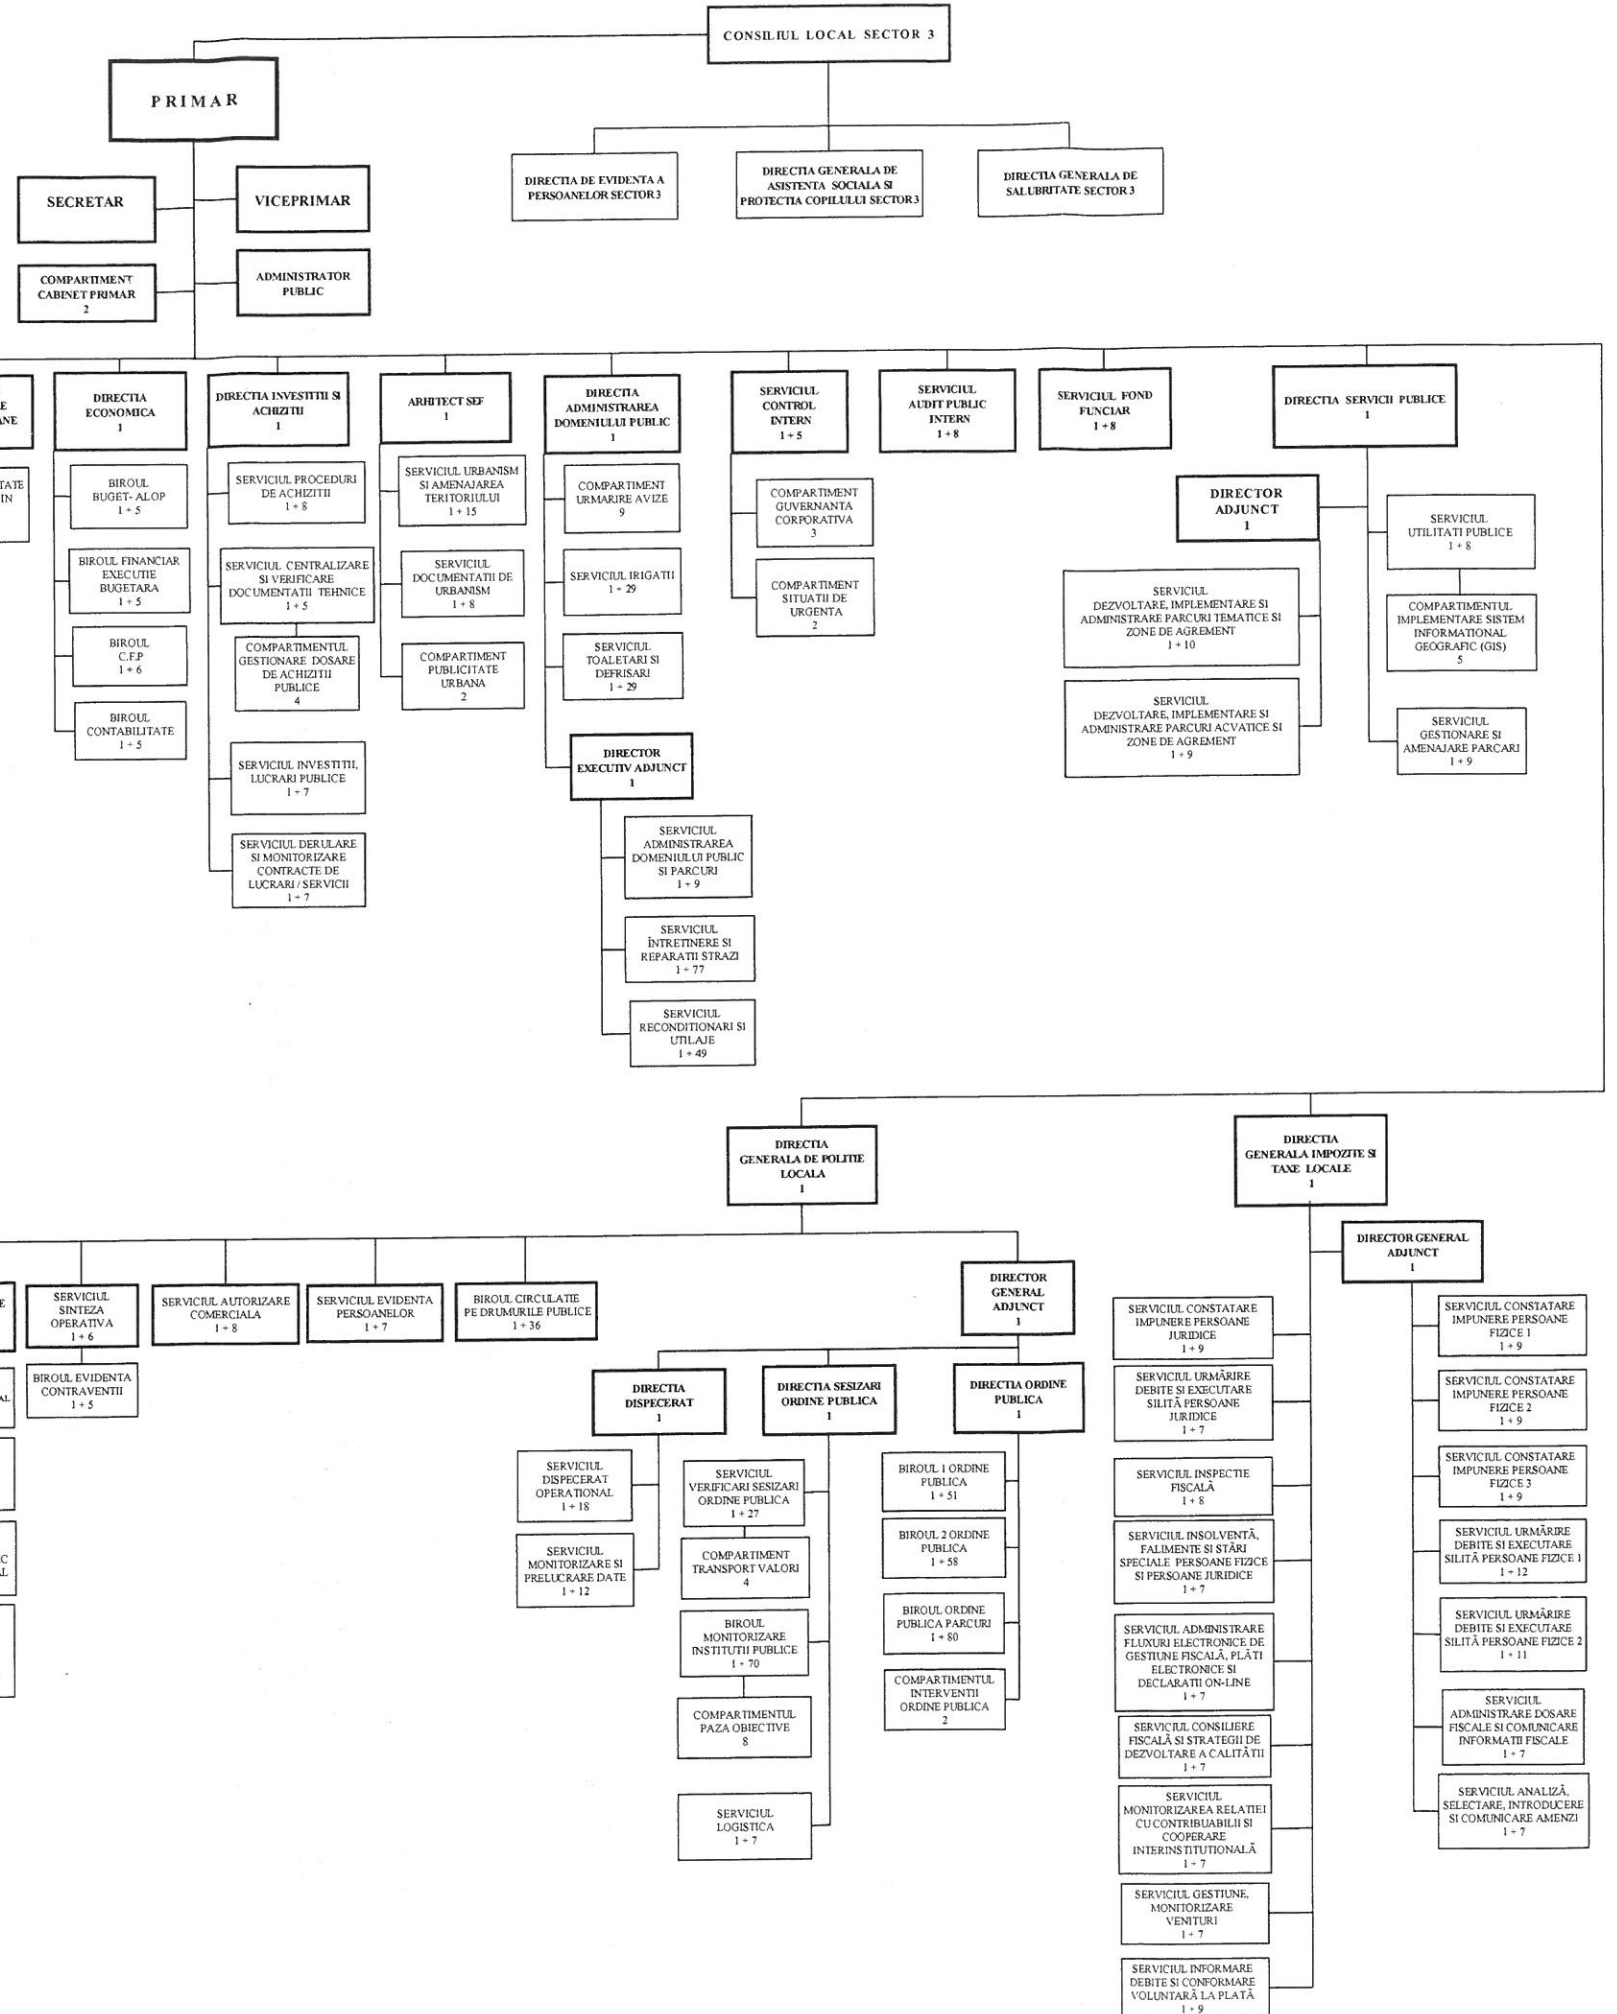 CONSILIUL LOCAL SECTOR 3
PRIMAR
DIRECTIA DE EVIDENTA A
PERSOANELOR SECTOR 3
DIRECTIA GENERALA DE
ASISTENTA SOCIALA SI
PROTECTIA COPILULUI SECTOR 3
DIRECTIA GENERALA DE
SALUBRITATE SECTOR 3
SECRETAR
VICEPRIMAR
COMPARTIMENT
CABINET PRIMAR
2
ADMINISTRATOR
PUBLIC
E
ANE
TATE
IN
DIRECTIA
ECONOMICA
1
BIROUL
BUGET- ALOP
1 + 5
BIROUL FINANCIAR
EXECUTIE
BUGETARA
1 + 5
BIROUL
C.F.P
1 + 6
BIROUL
CONTABILITATE
1 + 5
DIRECTIA INVESTITII SI
ACHIZITII
1
SERVICIUL PROCEDURI
DE ACHIZITII
1 + 8
SERVICIUL CENTRALIZARE
SI VERIFICARE
DOCUMENTATII TEHNICE
1 + 5
COMPARTIMENTUL
GESTIONARE DOSARE
DE ACHIZITII
PUBLICE
4
SERVICIUL INVESTITII,
LUCRARI PUBLICE
1 + 7
SERVICIUL DERULARE
SI MONITORIZARE
CONTRACTE DE
LUCRARI / SERVICII
1 + 7
ARHITECT SEF
1
SERVICIUL URBANISM
SI AMENAJAREA
TERITORIULUI
1 + 15
SERVICIUL
DOCUMENTATII DE
URBANISM
1 + 8
COMPARTIMENT
PUBLICITATE
URBANA
2
DIRECTIA
ADMINISTRAREA
DOMENIULUI PUBLIC
1
COMPARTIMENT
URMARIRE AVIZE
9
SERVICIUL IRIGATII
1 + 29
SERVICIUL
TOALETARI SI
DEFRISARI
1 + 29
DIRECTOR
EXECUTIV ADJUNCT
1
SERVICIUL
ADMINISTRAREA
DOMENIULUI PUBLIC
SI PARCURI
1 + 9
SERVICIUL
ÎNTRETINERE SI
REPARATII STRAZI
1 + 77
SERVICIUL
RECONDITIONARI SI
UTILAJE
1 + 49
SERVICIUL
CONTROL
INTERN
1 + 5
COMPARTIMENT
GUVERNANTA
CORPORATIVA
3
COMPARTIMENT
SITUATII DE
URGENTA
2
SERVICIUL
AUDIT PUBLIC
INTERN
1 + 8
SERVICIUL FOND
FUNCIAR
1 + 8
DIRECTIA SERVICII PUBLICE
1
DIRECTOR
ADJUNCT
1
SERVICIUL
DEZVOLTARE, IMPLEMENTARE SI
ADMINISTRARE PARCURI TEMATICE SI
ZONE DE AGREMENT
1 + 10
SERVICIUL
DEZVOLTARE, IMPLEMENTARE SI
ADMINISTRARE PARCURI ACVATICE SI
ZONE DE AGREMENT
1 + 9
SERVICIUL
UTILITATI PUBLICE
1 + 8
COMPARTIMENTUL
IMPLEMENTARE SISTEM
INFORMATIONAL
GEOGRAFIC (GIS)
5
SERVICIUL
GESTIONARE SI
AMENAJARE PARCARI
1 + 9
DIRECTIA
GENERALA DE POLITIE
LOCALA
1
E
AL
C
AL
SERVICIUL
SINTEZA
OPERATIVA
1 + 6
BIROUL EVIDENTA
CONTRAVENTII
1 + 5
SERVICIUL AUTORIZARE
COMERCIALA
1 + 8
SERVICIUL EVIDENTA
PERSOANELOR
1 + 7
BIROUL CIRCULATIE
PE DRUMURILE PUBLICE
1 + 36
DIRECTOR
GENERAL
ADJUNCT
1
DIRECTIA
DISPECERAT
1
SERVICIUL
DISPECERAT
OPERATIONAL
1 + 18
SERVICIUL
MONITORIZARE SI
PRELUCRARE DATE
1 + 12
DIRECTIA SESIZARI
ORDINE PUBLICA
1
SERVICIUL
VERIFICARI SESIZARI
ORDINE PUBLICA
1 + 27
COMPARTIMENT
TRANSPORT VALORI
4
BIROUL
MONITORIZARE
INSTITUTII PUBLICE
1 + 70
COMPARTIMENTUL
PAZA OBIECTIVE
8
SERVICIUL
LOGISTICA
1 + 7
DIRECTIA ORDINE
PUBLICA
1
BIROUL 1 ORDINE
PUBLICA
1 + 51
BIROUL 2 ORDINE
PUBLICA
1 + 58
BIROUL ORDINE
PUBLICA PARCURI
1 + 80
COMPARTIMENTUL
INTERVENTII
ORDINE PUBLICA
2
DIRECTIA
GENERALA IMPOZITE SI
TAXE LOCALE
1
SERVICIUL CONSTATARE
IMPUNERE PERSOANE
JURIDICE
1 + 9
SERVICIUL URMĂRIRE
DEBITE SI EXECUTARE
SILITĂ PERSOANE
JURIDICE
1 + 7
SERVICIUL INSPECTIE
FISCALĂ
1 + 8
SERVICIUL INSOLVENTĂ,
FALIMENTE SI STĂRI
SPECIALE PERSOANE FIZICE
SI PERSOANE JURIDICE
1 + 7
SERVICIUL ADMINISTRARE
FLUXURI ELECTRONICE DE
GESTIUNE FISCALĂ, PLĂTI
ELECTRONICE SI
DECLARATII ON-LINE
1 + 7
SERVICIUL CONSILIERE
FISCALĂ SI STRATEGII DE
DEZVOLTARE A CALITĂTII
1 + 7
SERVICIUL
MONITORIZAREA RELATIEI
CU CONTRIBUABILII SI
COOPERARE
INTERINSTITUTIONALĂ
1 + 7
SERVICIUL GESTIUNE,
MONITORIZARE
VENITURI
1 + 7
SERVICIUL INFORMARE
DEBITE SI CONFORMARE
VOLUNTARĂ LA PLATĂ
1 + 9
DIRECTOR GENERAL
ADJUNCT
1
SERVICIUL CONSTATARE
IMPUNERE PERSOANE
FIZICE 1
1 + 9
SERVICIUL CONSTATARE
IMPUNERE PERSOANE
FIZICE 2
1 + 9
SERVICIUL CONSTATARE
IMPUNERE PERSOANE
FIZICE 3
1 + 9
SERVICIUL URMĂRIRE
DEBITE SI EXECUTARE
SILITĂ PERSOANE FIZICE 1
1 + 12
SERVICIUL URMĂRIRE
DEBITE SI EXECUTARE
SILITĂ PERSOANE FIZICE 2
1 + 11
SERVICIUL
ADMINISTRARE DOSARE
FISCALE SI COMUNICARE
INFORMATII FISCALE
1 + 7
SERVICIUL ANALIZĂ,
SELECTARE, INTRODUCERE
SI COMUNICARE AMENZI
1 + 7